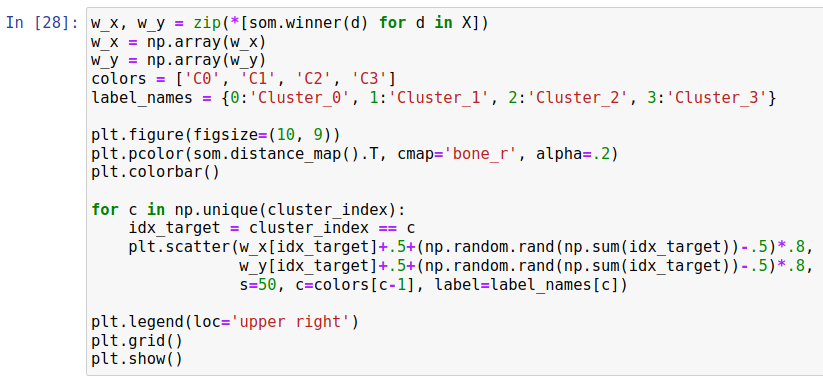 In [28]: w_x, w_y = zip(*[som.winner(d) for d in X])
w_x = np.array(w_x)
w_y = np.array(w_y)
colors = ['C0', 'C1', 'C2', 'C3']
label_names = {0:'Cluster_0', 1:'Cluster_1', 2:'Cluster_2', 3:'Cluster_3'}

plt.figure(figsize=(10, 9))
plt.pcolor(som.distance_map().T, cmap='bone_r', alpha=.2)
plt.colorbar()

for c in np.unique(cluster_index):
    idx_target = cluster_index == c
    plt.scatter(w_x[idx_target]+.5+(np.random.rand(np.sum(idx_target))-.5)*.8,
                w_y[idx_target]+.5+(np.random.rand(np.sum(idx_target))-.5)*.8,
                s=50, c=colors[c-1], label=label_names[c])

plt.legend(loc='upper right')
plt.grid()
plt.show()